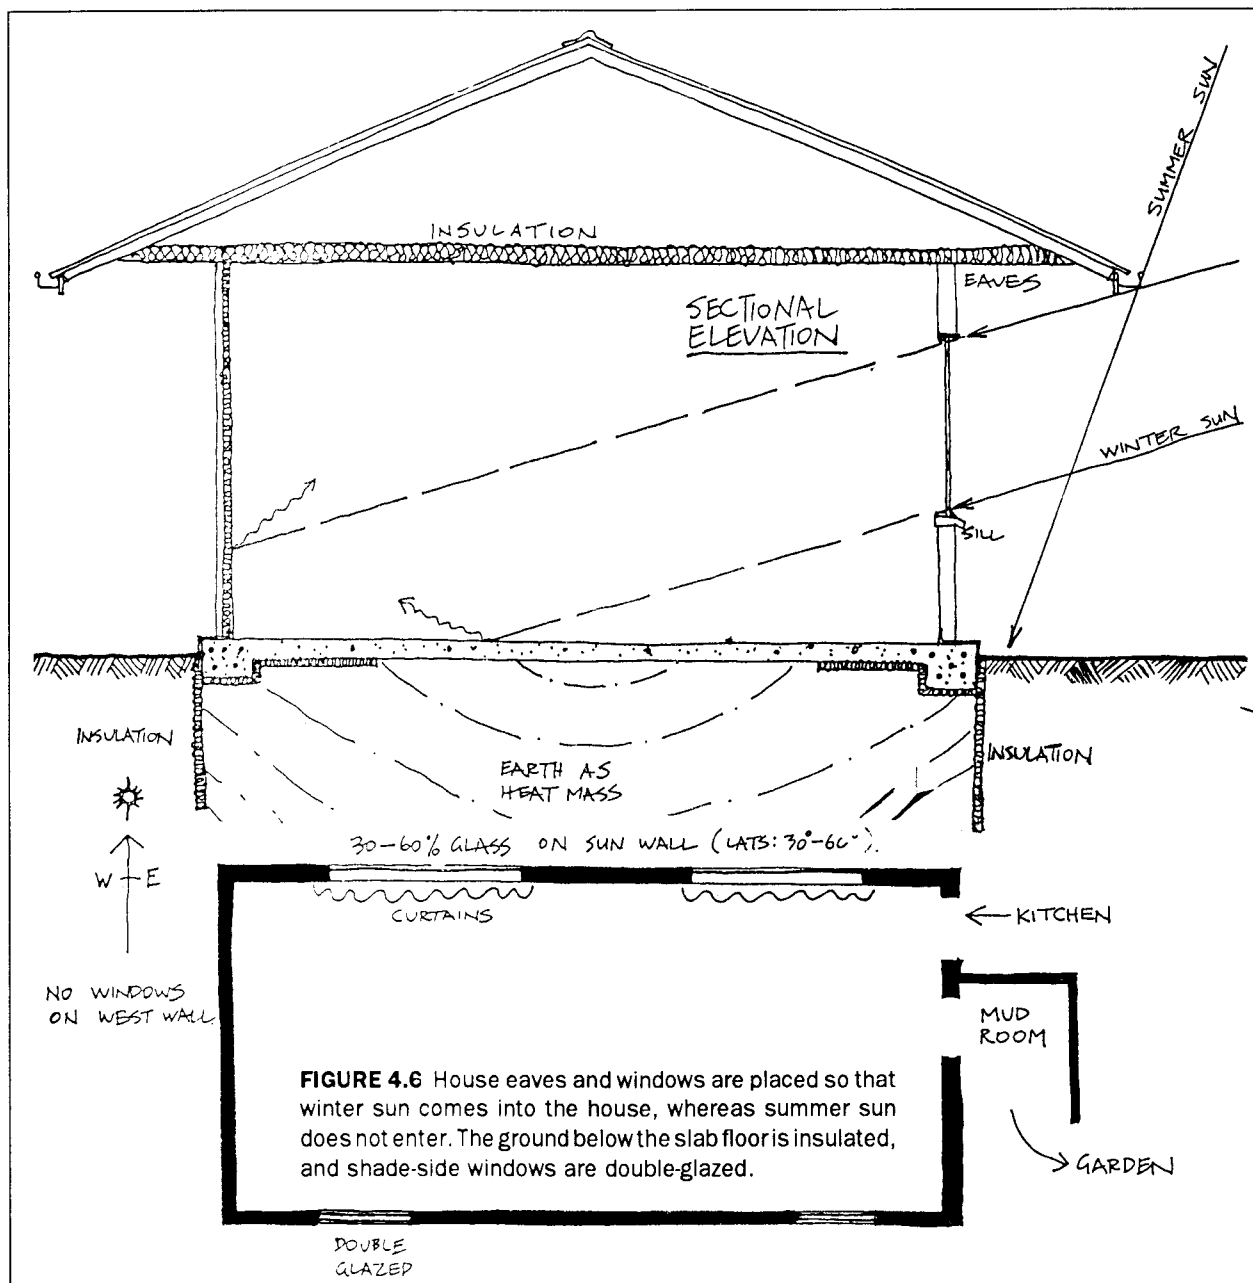 SUMMER SUN
INSULATION
EAVES
SECTIONAL
ELEVATION
WINTER SUN
SILL
INSULATION
EARTH AS
HEAT MASS
INSULATION
30-60% GLASS ON SUN WALL (LATS: 30°-60°).
W E
CURTAINS
KITCHEN
NO WINDOWS
ON WEST WALL
MUD
ROOM
FIGURE 4.6 House eaves and windows are placed so that
winter sun comes into the house, whereas summer sun
does not enter. The ground below the slab floor is insulated,
and shade-side windows are double-glazed.
GARDEN
DOUBLE
GLAZED